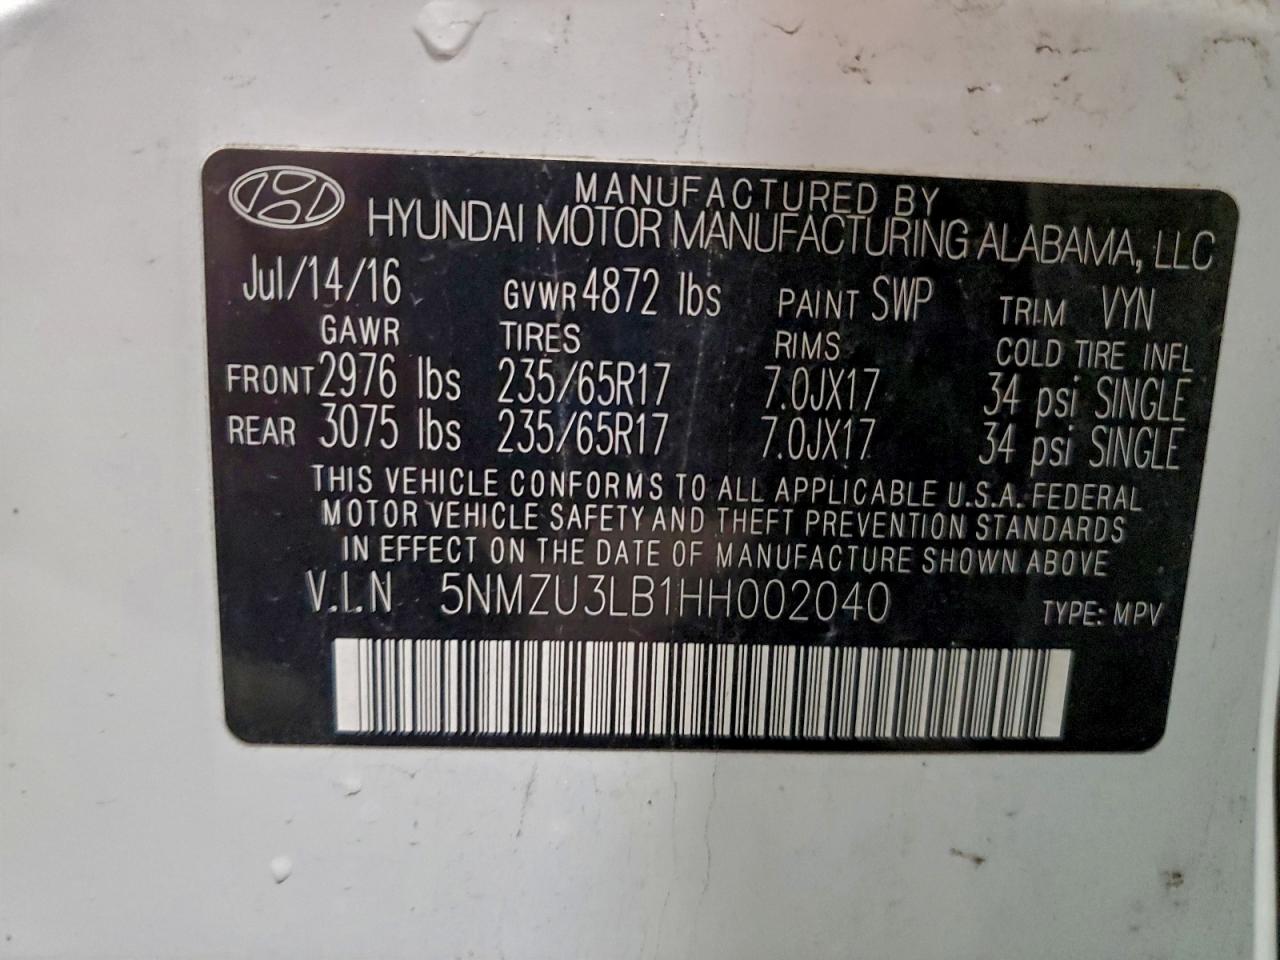 MANUFACTURED BY
HYUNDAI MOTOR MANUFACTURING ALABAMA, LLC
Jul/14/16 GVWR 4872 lbs PAINT SWP TRIM VYN
GAWR TIRES RIMS COLD TIRE INFL
FRONT 2976 lbs 235/65R17 7.0JX17 34 psi SINGLE
REAR 3075 lbs 235/65R17 7.0JX17 34 psi SINGLE
THIS VEHICLE CONFORMS TO ALL APPLICABLE U.S.A. FEDERAL
MOTOR VEHICLE SAFETY AND THEFT PREVENTION STANDARDS
IN EFFECT ON THE DATE OF MANUFACTURE SHOWN ABOVE
V.I.N 5NMZU3LB1HH002040 TYPE: MPV